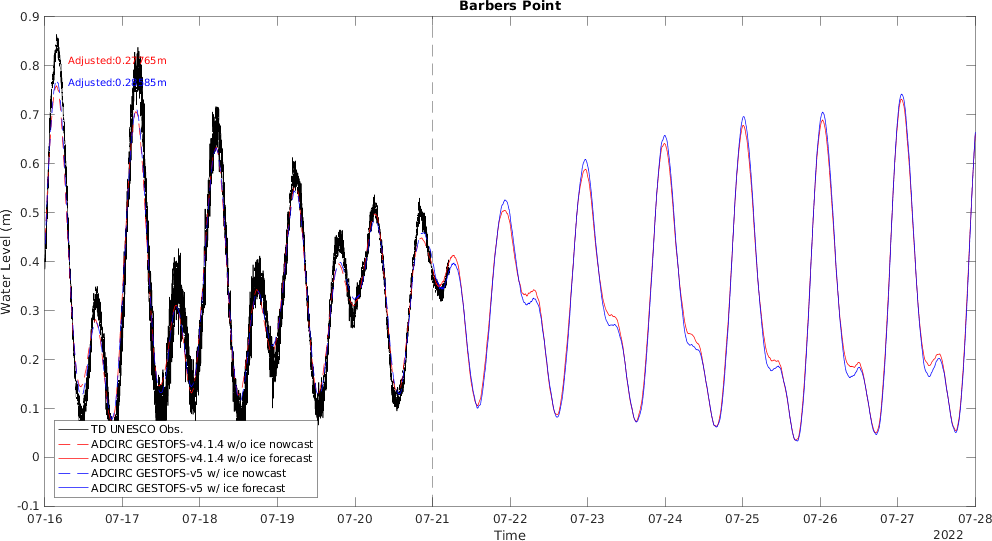 Barbers Point
0.9
0.8
0.7
0.6
0.5
0.4
0.3
0.2
0.1
0
-0.1
Water Level (m)
TD UNESCO Obs.
ADCIRC GESTOFS-v4.1.4 w/o ice nowcast
ADCIRC GESTOFS-v4.1.4 w/o ice forecast
ADCIRC GESTOFS-v5 w/ ice nowcast
ADCIRC GESTOFS-v5 w/ ice forecast
07-16 07-17 07-18 07-19 07-20 07-21 07-22 07-23 07-24 07-25 07-26 07-27 07-28
Time
2022